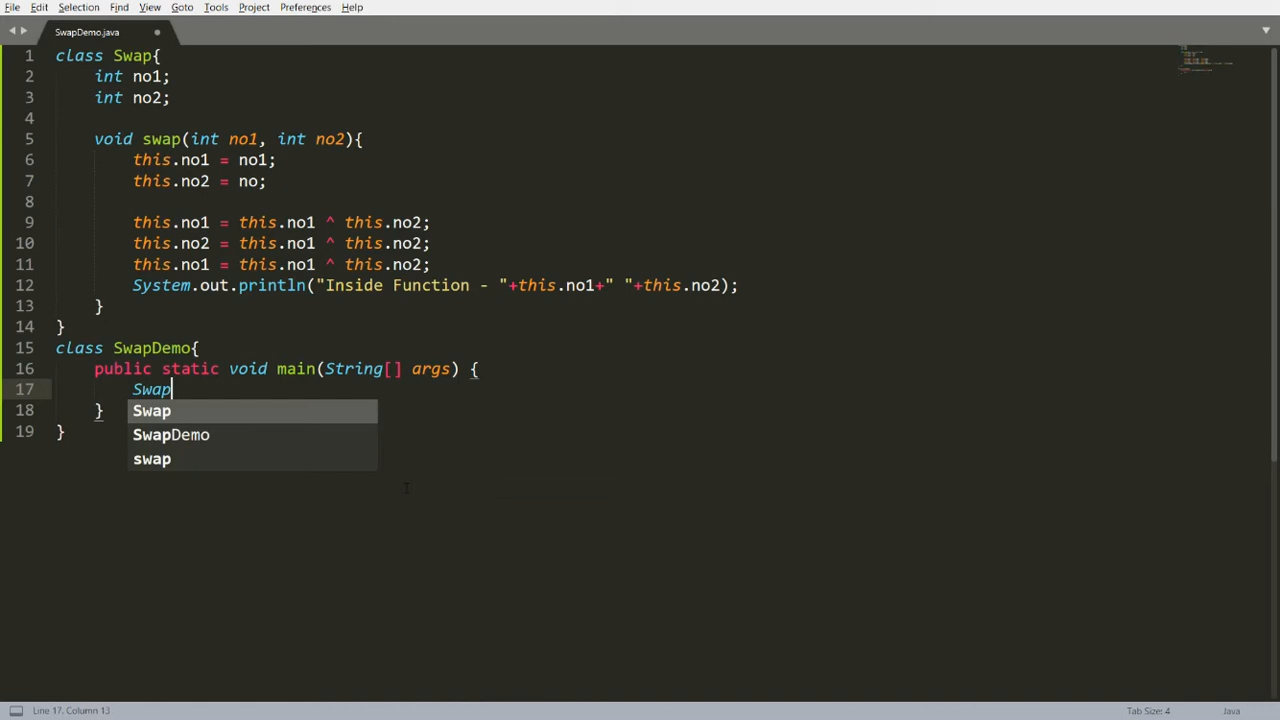 File Edit Selection Find View Goto Tools Project Preferences Help
SwapDemo.java
1 class Swap{
2 int no1;
3 int no2;
4
5 void swap(int no1, int no2){
6 this.no1 = no1;
7 this.no2 = no;
8
9 this.no1 = this.no1 ^ this.no2;
10 this.no2 = this.no1 ^ this.no2;
11 this.no1 = this.no1 ^ this.no2;
12 System.out.println("Inside Function - "+this.no1+" "+this.no2);
13 }
14 }
15 class SwapDemo{
16 public static void main(String[] args) {
17 Swap
18 }
Swap
SwapDemo
19 }
swap
Line 17, Column 13 Tab Size: 4 Java